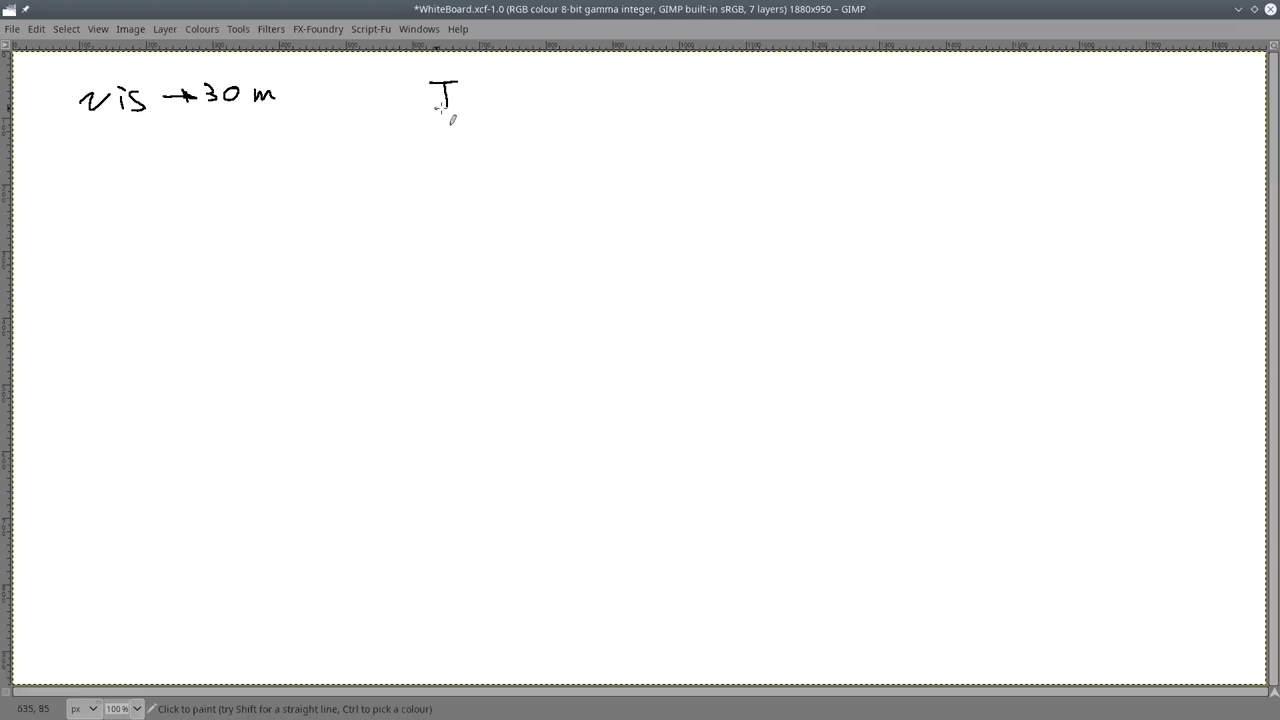 *WhiteBoard.xcf-1.0 (RGB colour 8-bit gamma integer, GIMP built-in sRGB, 7 layers) 1880x950 – GIMP
File Edit Select View Image Layer Colours Tools Filters FX-Foundry Script-Fu Windows Help
Vis → 30 m T
635, 85 px 100% Click to paint (try Shift for a straight line, Ctrl to pick a colour)